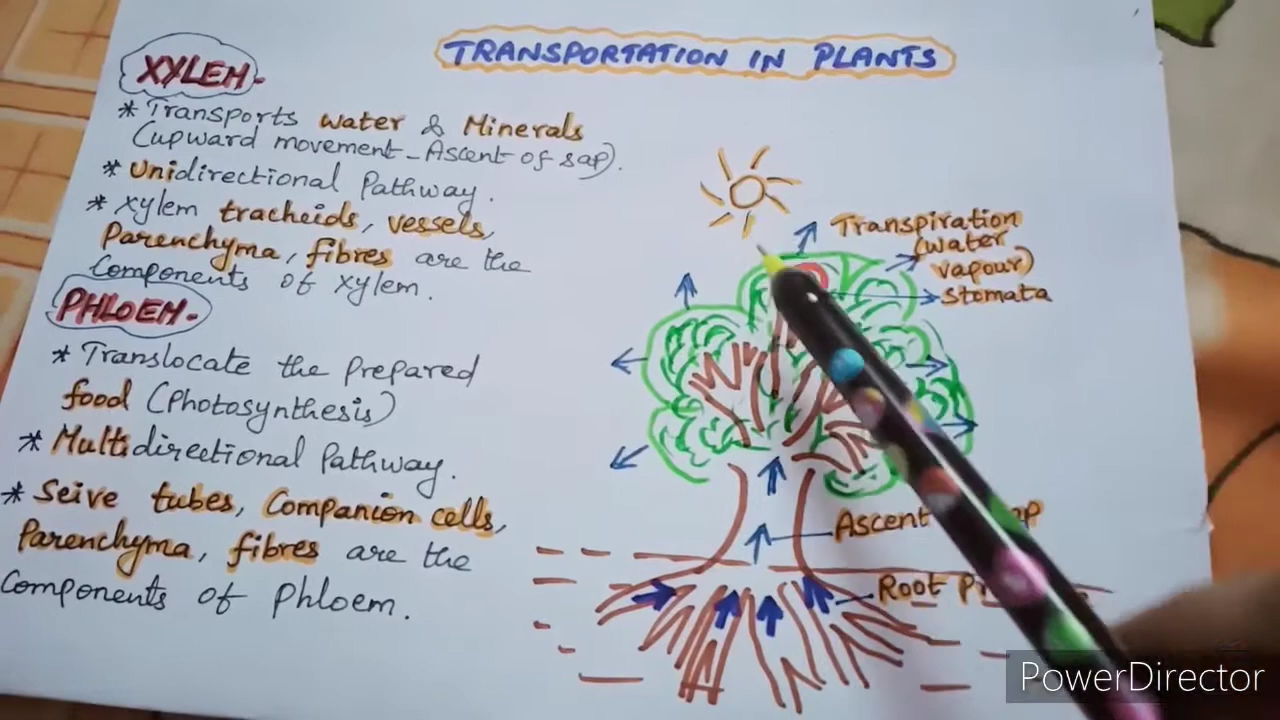 TRANSPORTATION IN PLANTS
XYLEM-
* Transports water & Minerals
(upward movement - Ascent of sap).
* Unidirectional Pathway.
* Xylem tracheids, vessels,
Parenchyma, fibres are the
Components of xylem.
PHLOEM-
* Translocate the prepared
food (Photosynthesis)
* Multidirectional Pathway.
* Seive tubes, Companion cells,
Parenchyma, fibres are the
Components of Phloem.
Transpiration
(water
vapour)
Stomata
Ascent
Root
PowerDirector